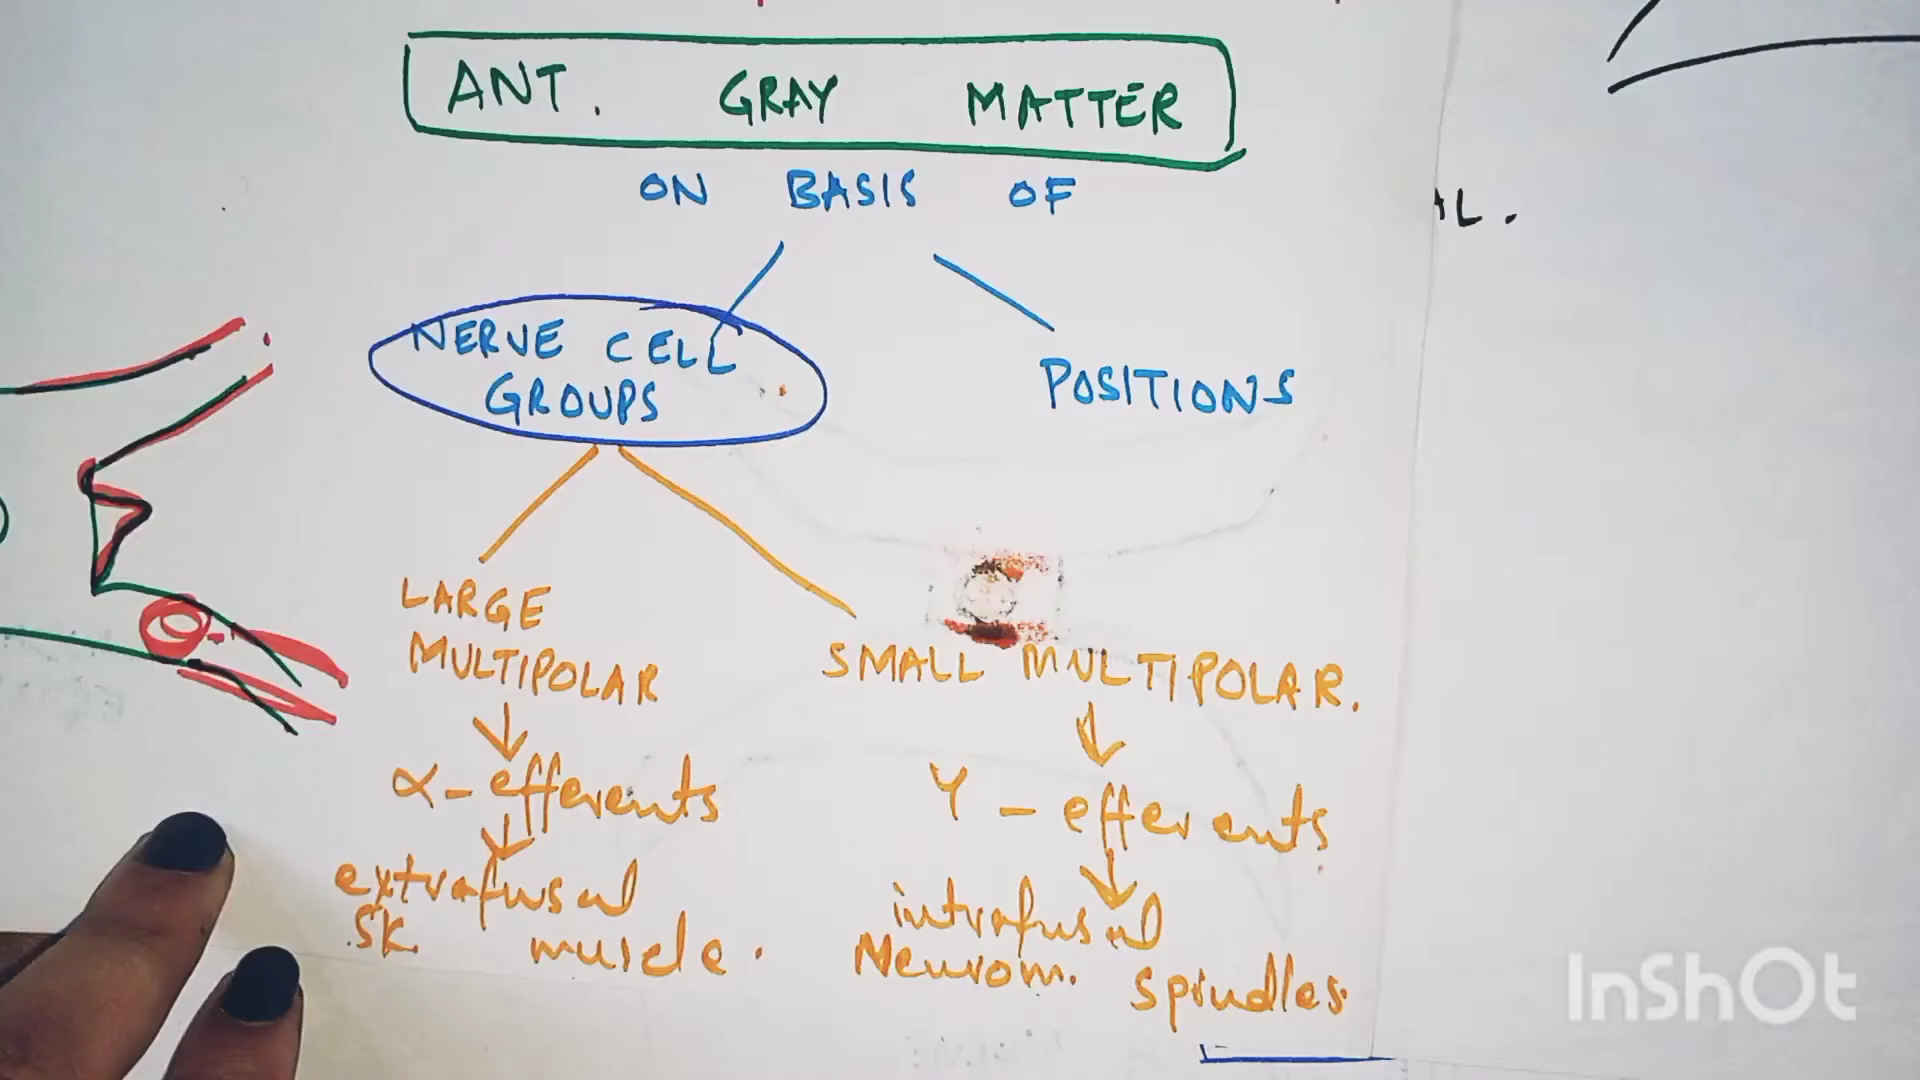 ANT. GRAY MATTER
ON BASIS OF
NERVE CELL
GROUPS
POSITIONS
LARGE
MULTIPOLAR
SMALL MULTIPOLAR.
α- efferents
γ - efferents
extrafusal
SK. muscle.
intrafusal
Neurom. spindles
AL.
InShOt